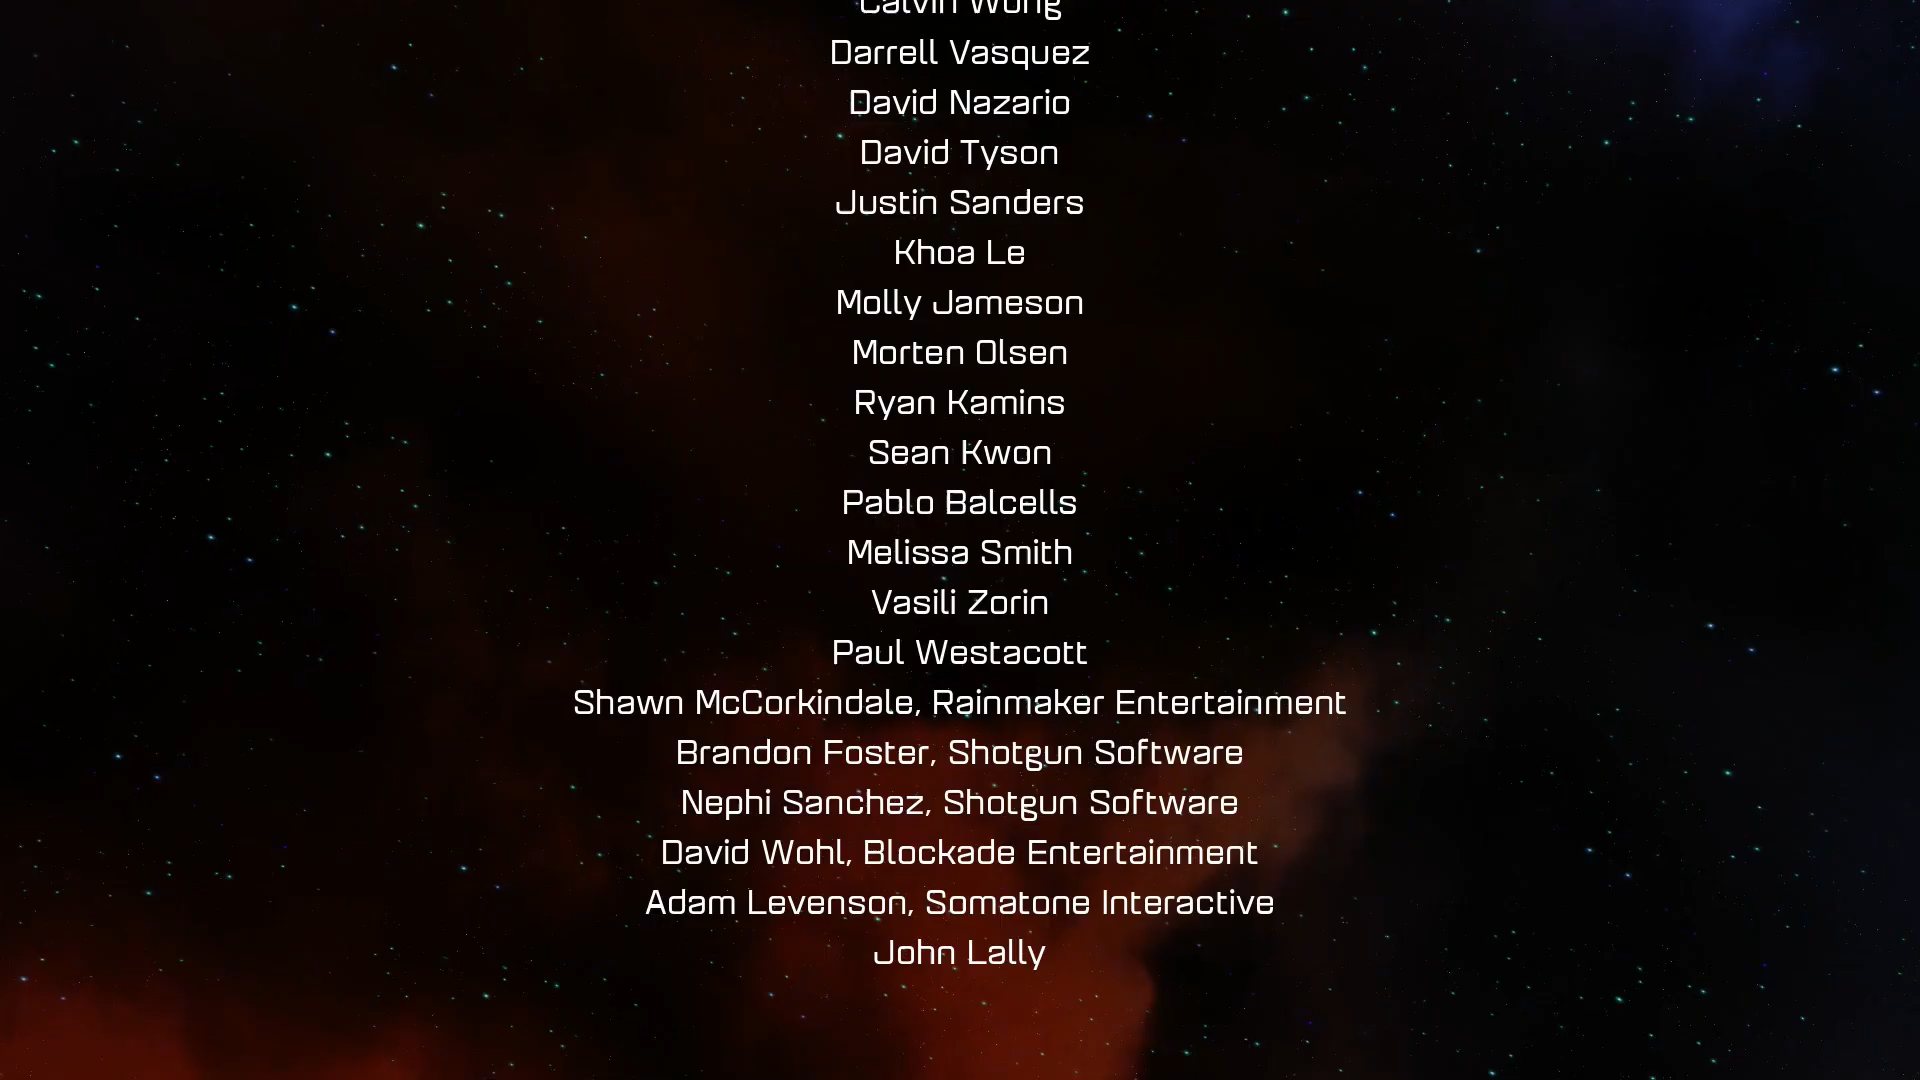 Calvin Wong
Darrell Vasquez
David Nazario
David Tyson
Justin Sanders
Khoa Le
Molly Jameson
Morten Olsen
Ryan Kamins
Sean Kwon
Pablo Balcells
Melissa Smith
Vasili Zorin
Paul Westacott
Shawn McCorkindale, Rainmaker Entertainment
Brandon Foster, Shotgun Software
Nephi Sanchez, Shotgun Software
David Wohl, Blockade Entertainment
Adam Levenson, Somatone Interactive
John Lally